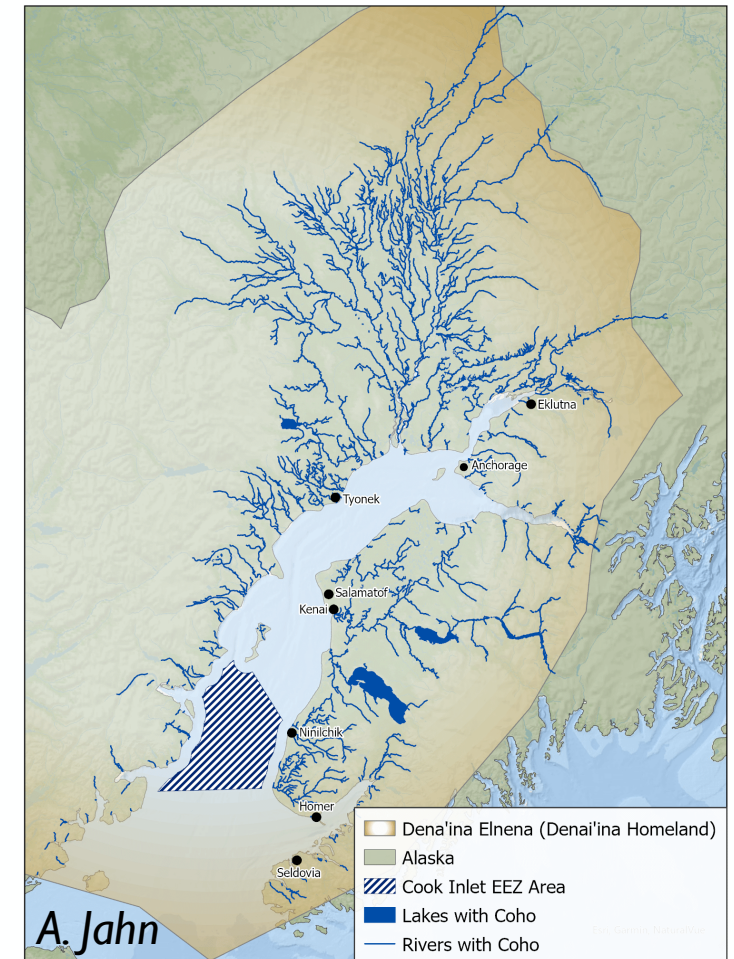 Eklutna
Anchorage
Tyonek
Salamatof
Kenai
Ninilchik
Homer
Seldovia
Dena'ina Elnena (Denai'ina Homeland)
Alaska
Cook Inlet EEZ Area
Lakes with Coho
Rivers with Coho
A. Jahn